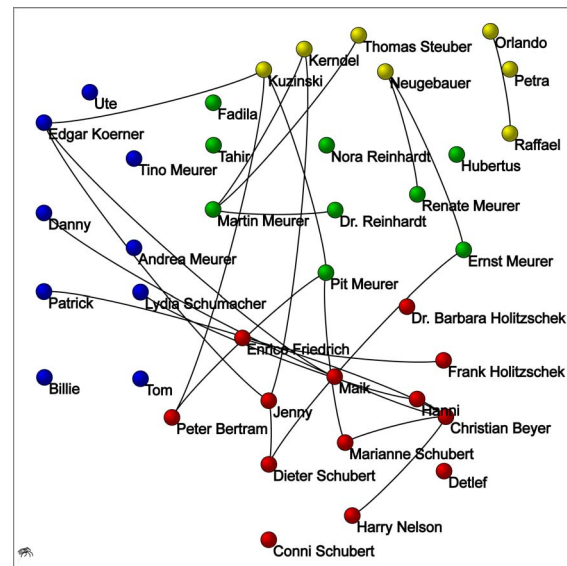 Thomas Steuber
Orlando
Kerndel
Kuzinski
Neugebauer
Petra
Ute
Fadila
Edgar Koerner
Raffael
Tahir
Nora Reinhardt
Hubertus
Tino Meurer
Renate Meurer
Martin Meurer
Dr. Reinhardt
Danny
Andrea Meurer
Ernst Meurer
Pit Meurer
Patrick
Lydia Schumacher
Dr. Barbara Holitzschek
Enrico Friedrich
Frank Holitzschek
Billie
Tom
Maik
Hanni
Jenny
Peter Bertram
Christian Beyer
Marianne Schubert
Dieter Schubert
Detlef
Harry Nelson
Conni Schubert